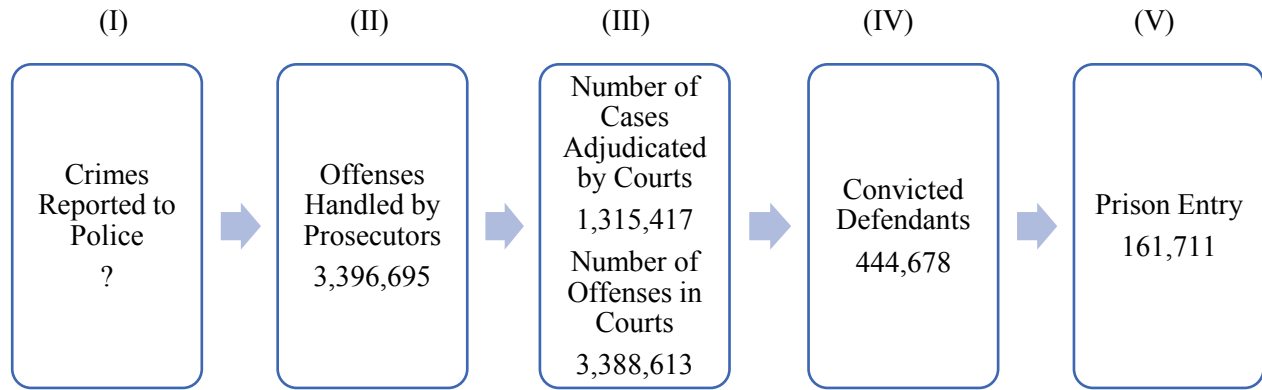 (I)
(II)
(III)
(IV)
(V)
Crimes
Reported to
Police
?
Offenses
Handled by
Prosecutors
3,396,695
Number of
Cases
Adjudicated
by Courts
1,315,417
Number of
Offenses in
Courts
3,388,613
Convicted
Defendants
444,678
Prison Entry
161,711